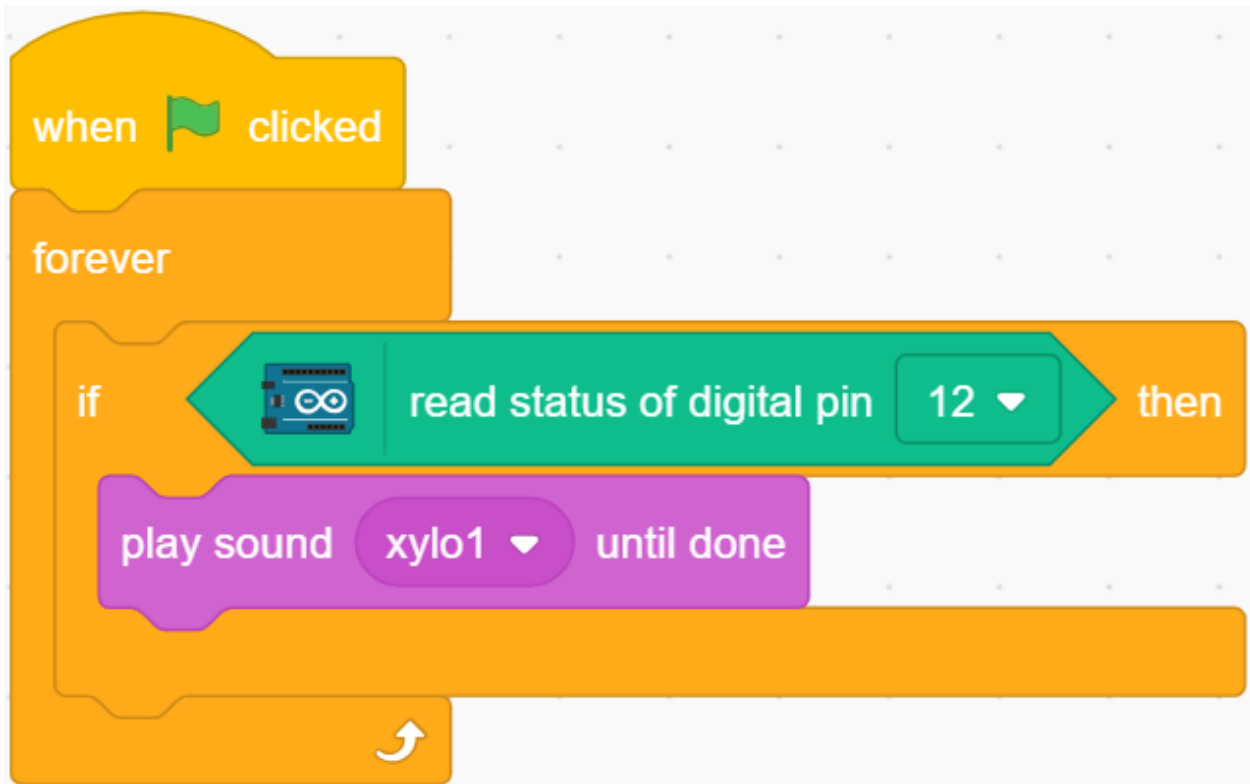 when clicked
forever
if read status of digital pin 12 then
play sound xylo1 until done